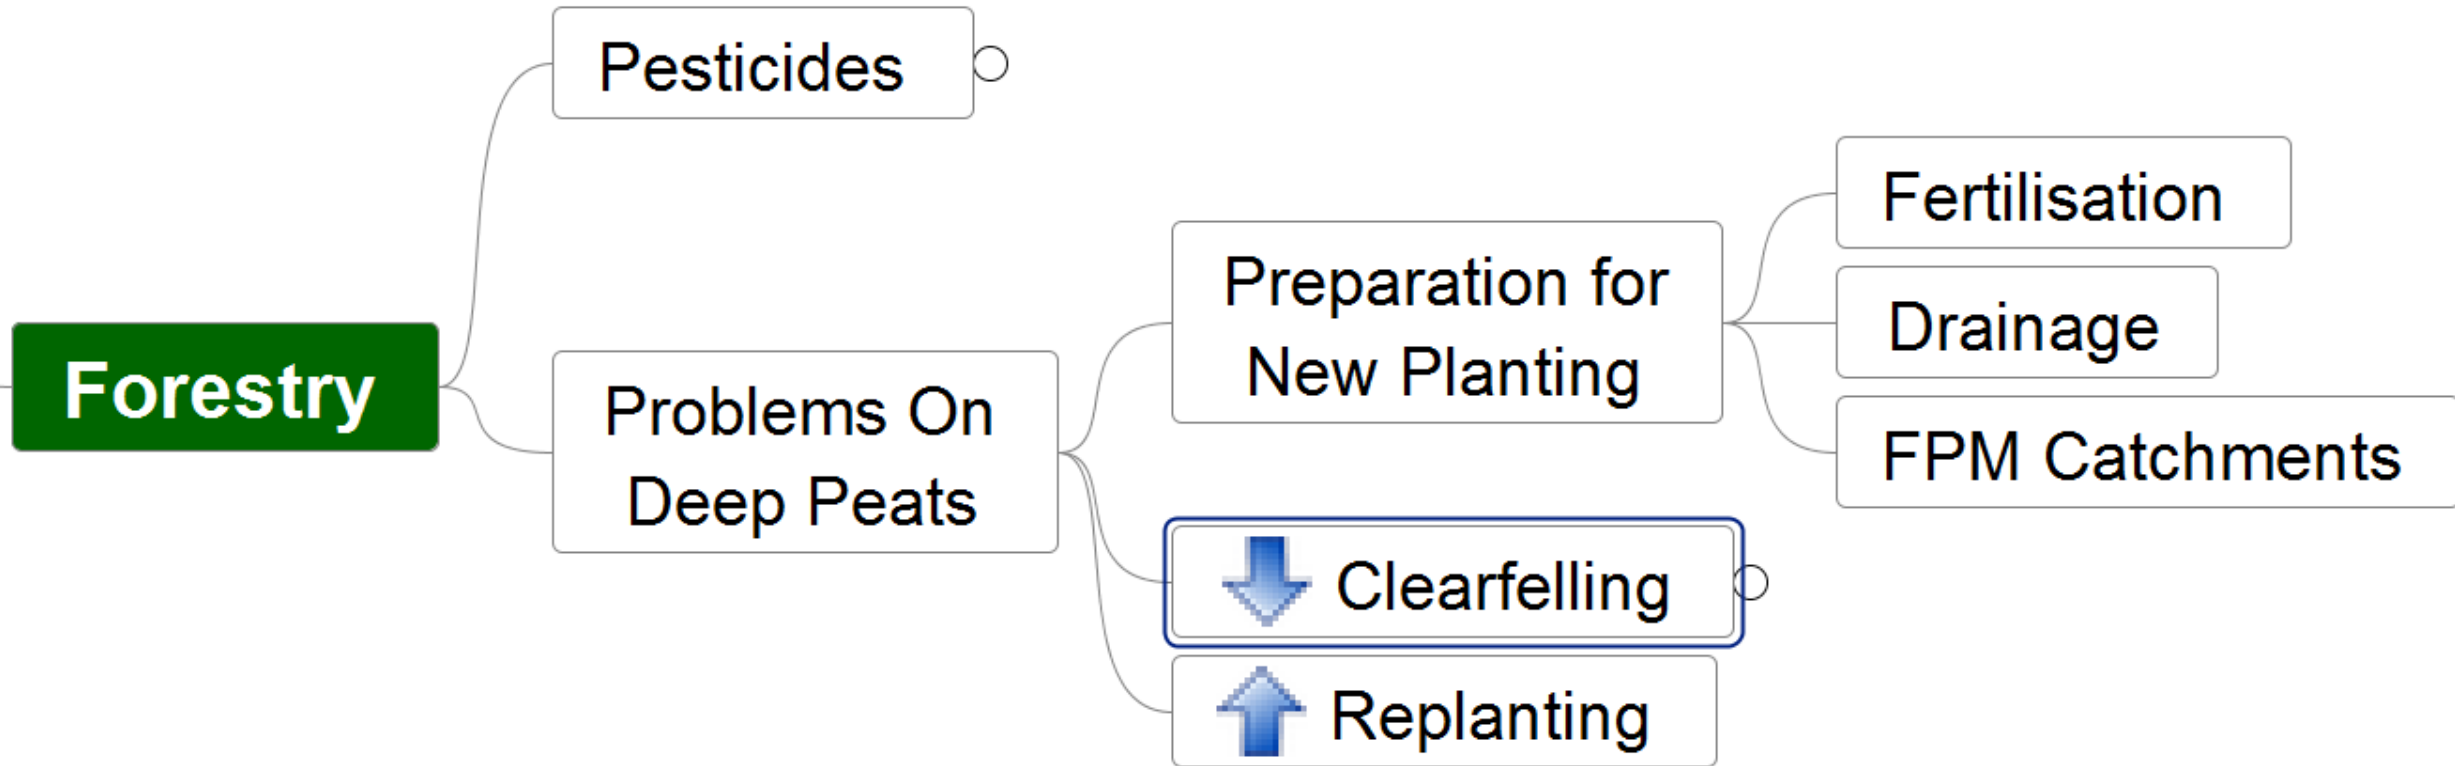 Forestry
Pesticides
Problems On
Deep Peats
Preparation for
New Planting
Fertilisation
Drainage
FPM Catchments
Clearfelling
Replanting